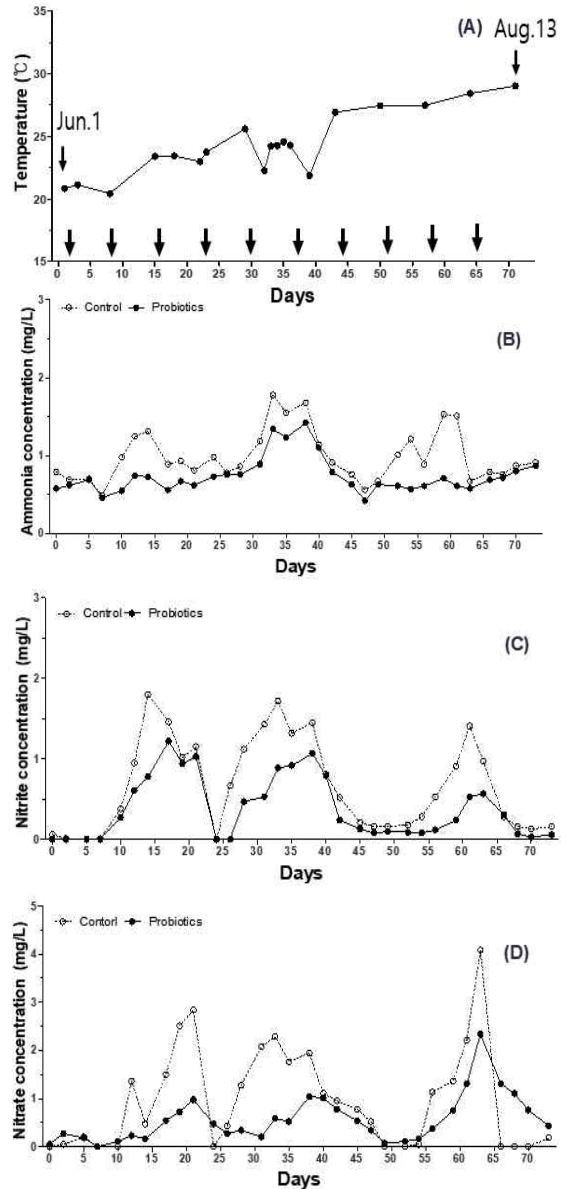 (A)
Aug.13
Jun.1
Temperature (℃)
35
30
25
20
15
0 5 10 15 20 25 30 35 40 45 50 55 60 65 70
Days
Control Probiotics
(B)
Ammonia concentration (mg/L)
3
2
1
0
0 5 10 15 20 25 30 35 40 45 50 55 60 65 70
Days
Control Probiotics
(C)
Nitrite concentration (mg/L)
3
2
1
0
0 5 10 15 20 25 30 35 40 45 50 55 60 65 70
Days
Contorl Probiotics
(D)
Nitrate concentration (mg/L)
5
4
3
2
1
0
0 5 10 15 20 25 30 35 40 45 50 55 60 65 70
Days